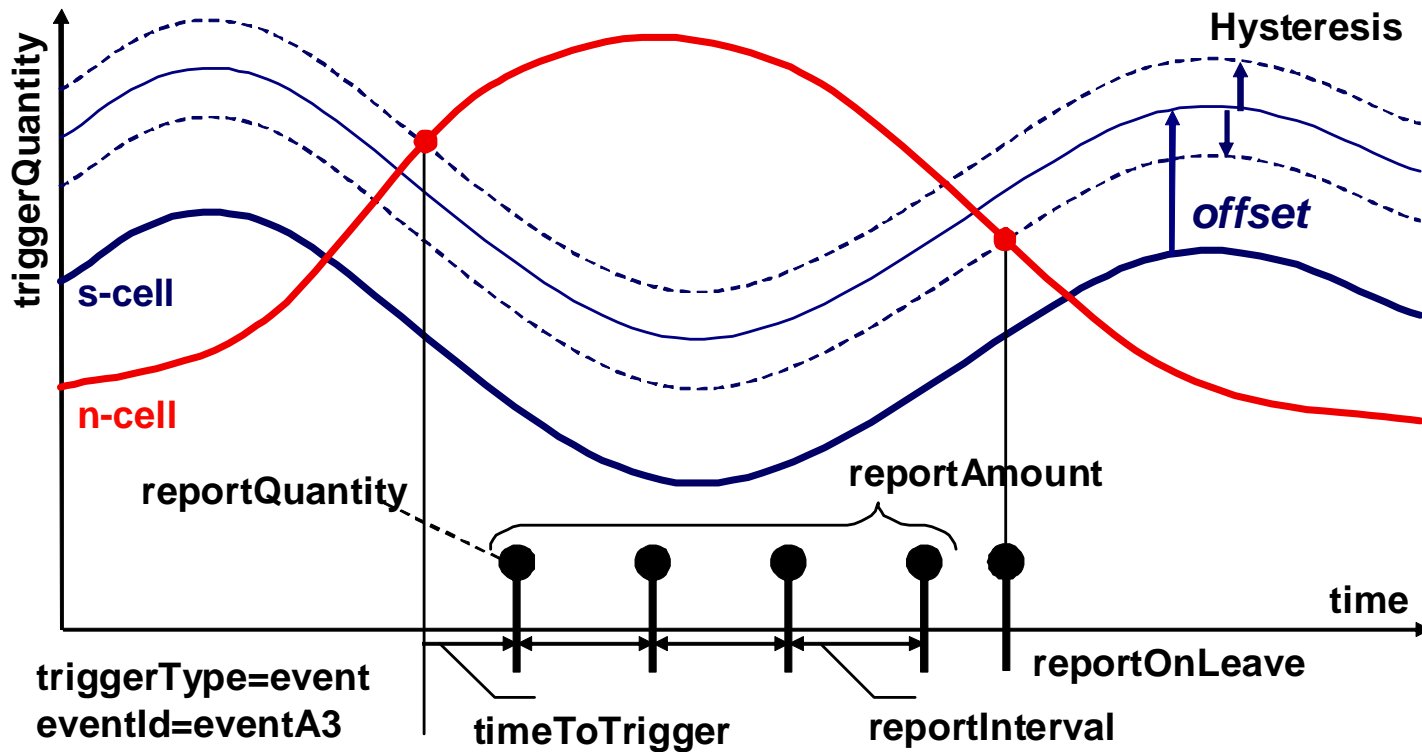 triggerQuantity
Hysteresis
offset
s-cell
n-cell
reportQuantity
reportAmount
time
triggerType=event
eventId=eventA3
timeToTrigger
reportInterval
reportOnLeave